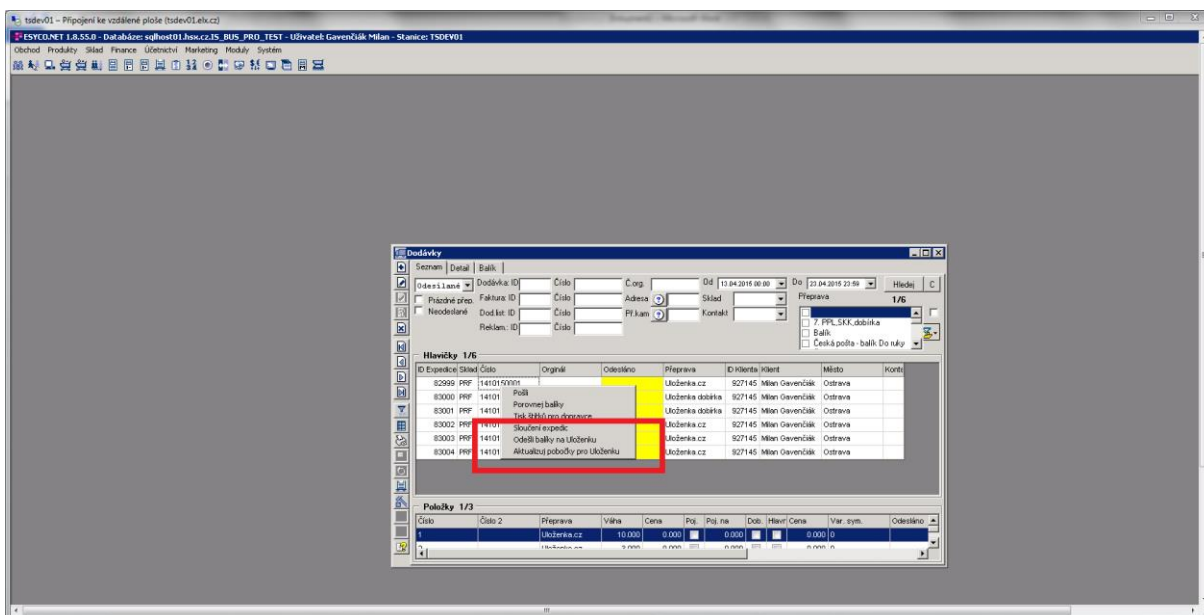 tsdev01 – Připojení ke vzdálené ploše (tsdev01.elx.cz)
ESYCO.NET 1.8.55.0 - Databáze: sqlhost01.hsx.cz.IS_BUS_PRO_TEST - Uživatel: Gavenčiák Milan - Stanice: TSDEV01
Obchod Produkty Sklad Finance Účetnictví Marketing Moduly Systém
Dodávky
Seznam Detail Balík
Odesílané Dodávka: ID Číslo Č.org. Od 13.04.2015 00:00 Do 23.04.2015 23:59 Hledej C
Prázdné přep. Faktura: ID Číslo Adresa ? Sklad Přeprava 1/6
Neodeslané Dod.list: ID Číslo Př.kam ? Kontakt
7. PPL,SKK,dobírka
Reklam.: ID Číslo Balík
Česká pošta - balík Do ruky
Hlavičky 1/6
ID Expedice Sklad Číslo Orginál Odesláno Přeprava ID Klienta Klient Město Konta
82999 PRF 1410150001 Uloženka.cz 927145 Milan Gavenčiák Ostrava
83000 PRF 14101 Uloženka dobírka 927145 Milan Gavenčiák Ostrava
83001 PRF 14101 Uloženka dobírka 927145 Milan Gavenčiák Ostrava
83002 PRF 14101 Uloženka.cz 927145 Milan Gavenčiák Ostrava
83003 PRF 14101 Uloženka.cz 927145 Milan Gavenčiák Ostrava
83004 PRF 14101 Uloženka.cz 927145 Milan Gavenčiák Ostrava
Pošli
Porovnej balíky
Tisk štítků pro dopravce
Sloučení expedic
Odešli balíky na Uloženku
Aktualizuj pobočky pro Uloženku
Položky 1/3
Číslo Číslo 2 Přeprava Váha Cena Poj. Poj. na Dob. Hlavr Cena Var. sym. Odesláno
1 Uloženka.cz 10.000 0.000 0.000 0.000 0